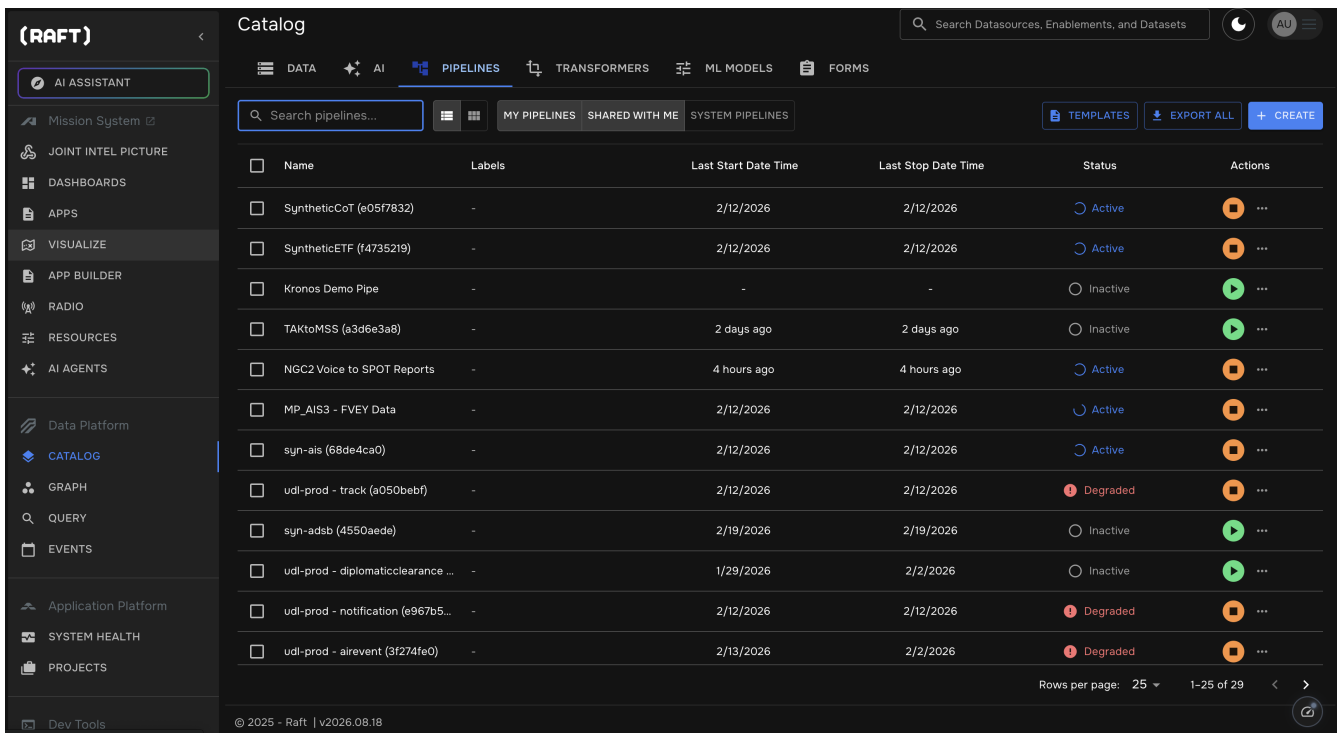 (RAFT)
AI ASSISTANT
Mission System
JOINT INTEL PICTURE
DASHBOARDS
APPS
VISUALIZE
APP BUILDER
RADIO
RESOURCES
AI AGENTS
Data Platform
CATALOG
GRAPH
QUERY
EVENTS
Application Platform
SYSTEM HEALTH
PROJECTS
Dev Tools
Catalog
Search Datasources, Enablements, and Datasets
AU
DATA AI PIPELINES TRANSFORMERS ML MODELS FORMS
Search pipelines... MY PIPELINES SHARED WITH ME SYSTEM PIPELINES TEMPLATES EXPORT ALL + CREATE
Name Labels Last Start Date Time Last Stop Date Time Status Actions
SyntheticCoT (e05f7832) - 2/12/2026 2/12/2026 Active ...
SyntheticETF (f4735219) - 2/12/2026 2/12/2026 Active ...
Kronos Demo Pipe - - - Inactive ...
TAKtoMSS (a3d6e3a8) - 2 days ago 2 days ago Inactive ...
NGC2 Voice to SPOT Reports - 4 hours ago 4 hours ago Active ...
MP_AIS3 - FVEY Data - 2/12/2026 2/12/2026 Active ...
syn-ais (68de4ca0) - 2/12/2026 2/12/2026 Active ...
udl-prod - track (a050bebf) - 2/12/2026 2/12/2026 Degraded ...
syn-adsb (4550aede) - 2/19/2026 2/19/2026 Inactive ...
udl-prod - diplomaticclearance ... - 1/29/2026 2/2/2026 Inactive ...
udl-prod - notification (e967b5... - 2/12/2026 2/12/2026 Degraded ...
udl-prod - airevent (3f274fe0) - 2/13/2026 2/2/2026 Degraded ...
Rows per page: 25 1-25 of 29
© 2025 - Raft | v2026.08.18